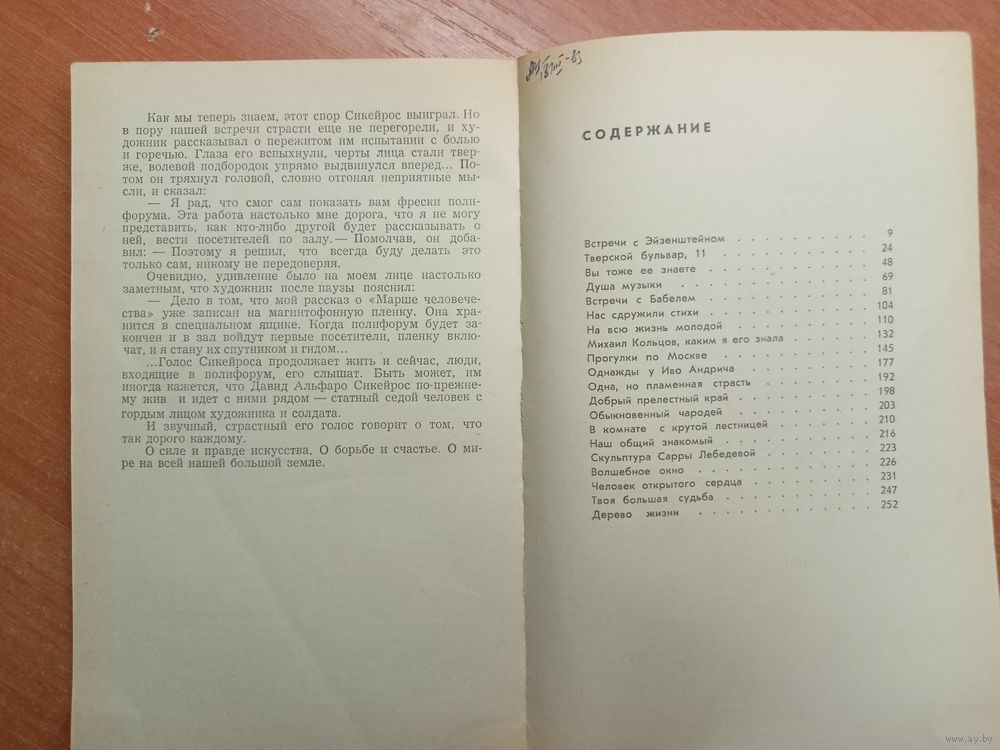 Как мы теперь знаем, этот спор Сикейрос выиграл. Но
в пору нашей встречи страсти еще не перегорели, и ху-
дожник рассказывал о пережитом им испытании с болью
и горечью. Глаза его вспыхнули, черты лица стали твер-
же, волевой подбородок упрямо выдвинулся вперед... По-
том он тряхнул головой, словно отгоняя неприятные мыс-
ли, и сказал:
— Я рад, что смог сам показать вам фрески поли-
форума. Эта работа настолько мне дорога, что я не могу
представить, как кто-либо другой будет рассказывать о
ней, вести посетителей по залу. — Помолчав, он доба-
вил: — Поэтому я решил, что всегда буду делать это
только сам, никому не передоверяя.
Очевидно, удивление было на моем лице настолько
заметным, что художник после паузы пояснил:
— Дело в том, что мой рассказ о «Марше человече-
ства» уже записан на магнитофонную пленку. Она хра-
нится в специальном ящике. Когда полифорум будет за-
кончен и в зал войдут первые посетители, пленку вклю-
чат, и я стану их спутником и гидом...
...Голос Сикейроса продолжает жить и сейчас, люди,
входящие в полифорум, его слышат. Быть может, им
иногда кажется, что Давид Альфаро Сикейрос по-прежне-
му жив и идет с ними рядом — статный седой человек с
гордым лицом художника и солдата.
И звучный, страстный его голос говорит о том, что
так дорого каждому.
О силе и правде искусства. О борьбе и счастье. О ми-
ре на всей нашей большой земле.
СОДЕРЖАНИЕ
Встречи с Эйзенштейном . . . . . . . . 9
Тверской бульвар, 11 . . . . . . . . . 24
Вы тоже ее знаете . . . . . . . . . 48
Душа музыки . . . . . . . . . . . 69
Встречи с Бабелем . . . . . . . . . 81
Нас сдружили стихи . . . . . . . . . 104
На всю жизнь молодой . . . . . . . . 110
Михаил Кольцов, каким я его знала . . . . . 132
Прогулки по Москве . . . . . . . . . 145
Однажды у Иво Андрича . . . . . . . . 177
Одна, но пламенная страсть . . . . . . . 192
Добрый прелестный край . . . . . . . . 198
Обыкновенный чародей . . . . . . . . 203
В комнате с крутой лестницей . . . . . . 210
Наш общий знакомый . . . . . . . . . 216
Скульптура Сарры Лебедевой . . . . . . . 223
Волшебное окно . . . . . . . . . . 226
Человек открытого сердца . . . . . . . 231
Твоя большая судьба . . . . . . . . . 247
Дерево жизни . . . . . . . . . . . 252
www.ay.by